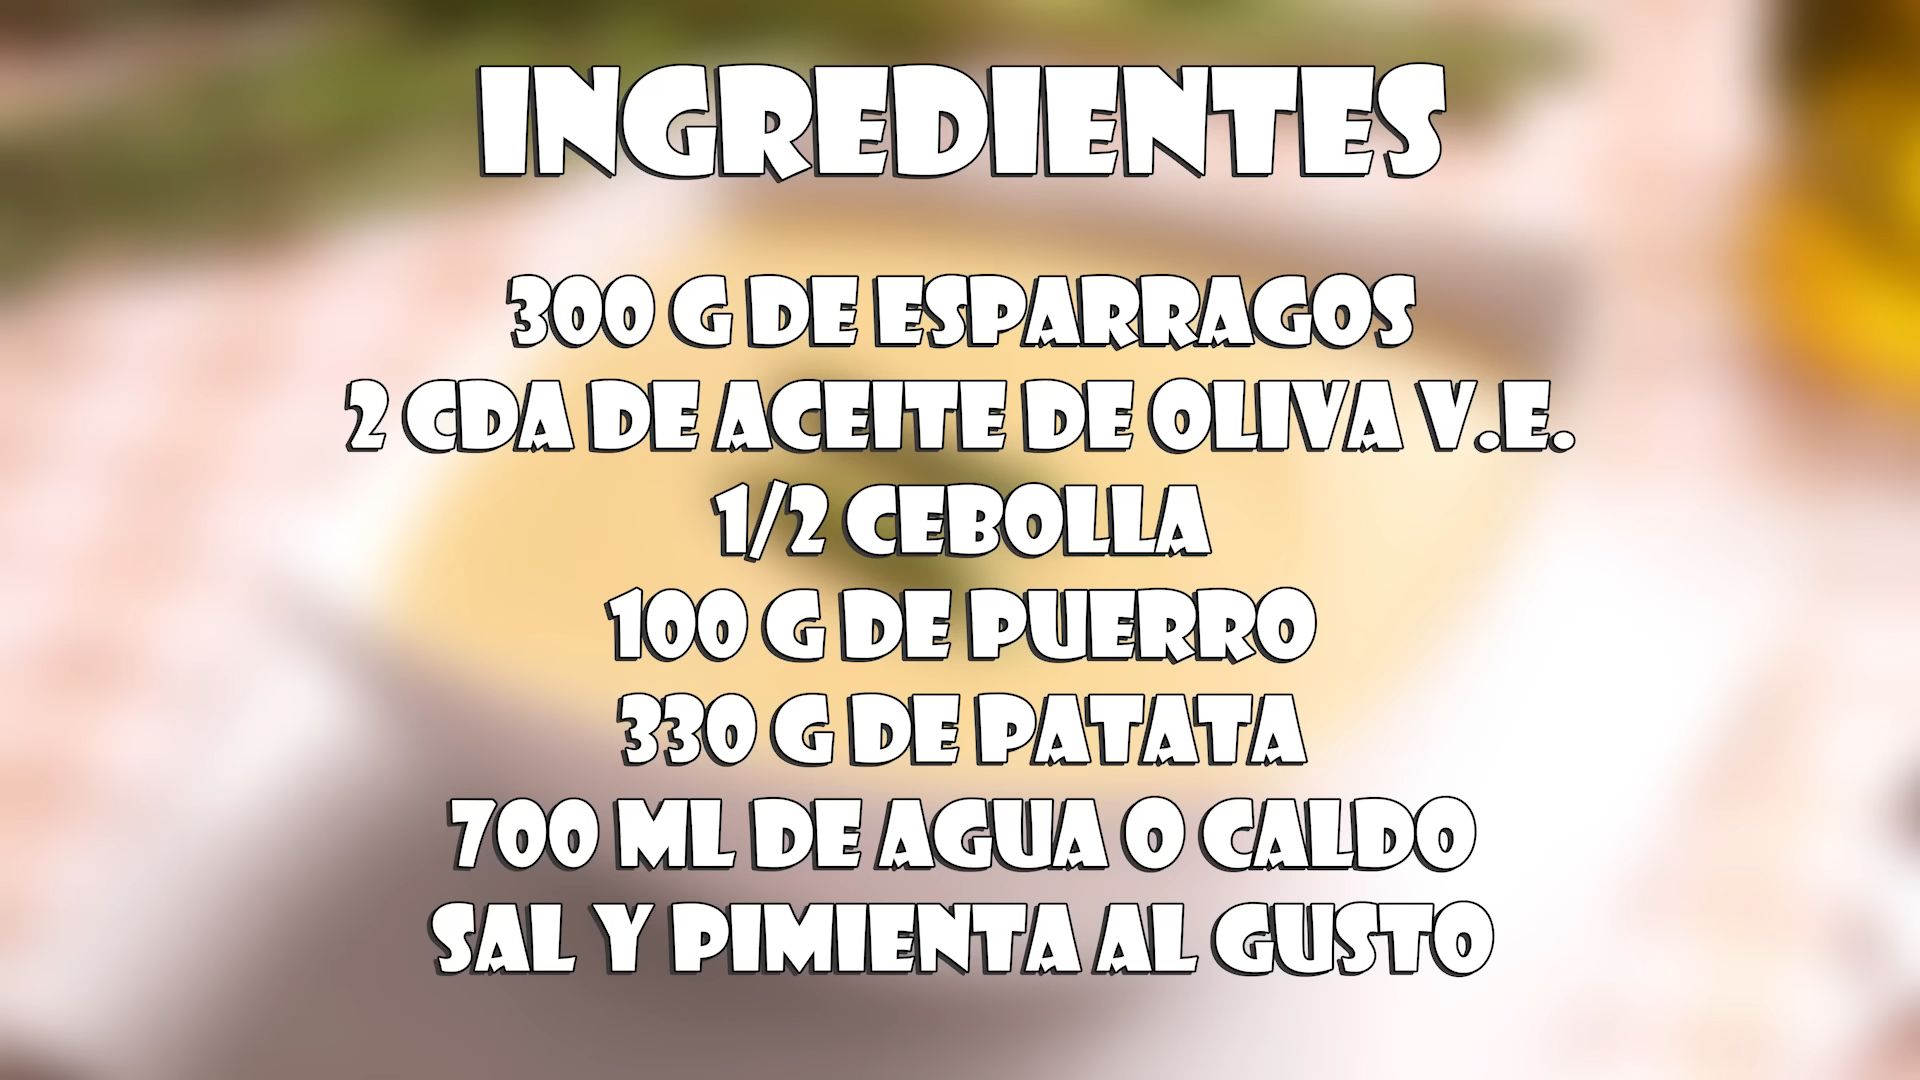 INGREDIENTES
300 G DE ESPARRAGOS
2 CDA DE ACEITE DE OLIVA V.E.
1/2 CEBOLLA
100 G DE PUERRO
330 G DE PATATA
700 ML DE AGUA O CALDO
SAL Y PIMIENTA AL GUSTO